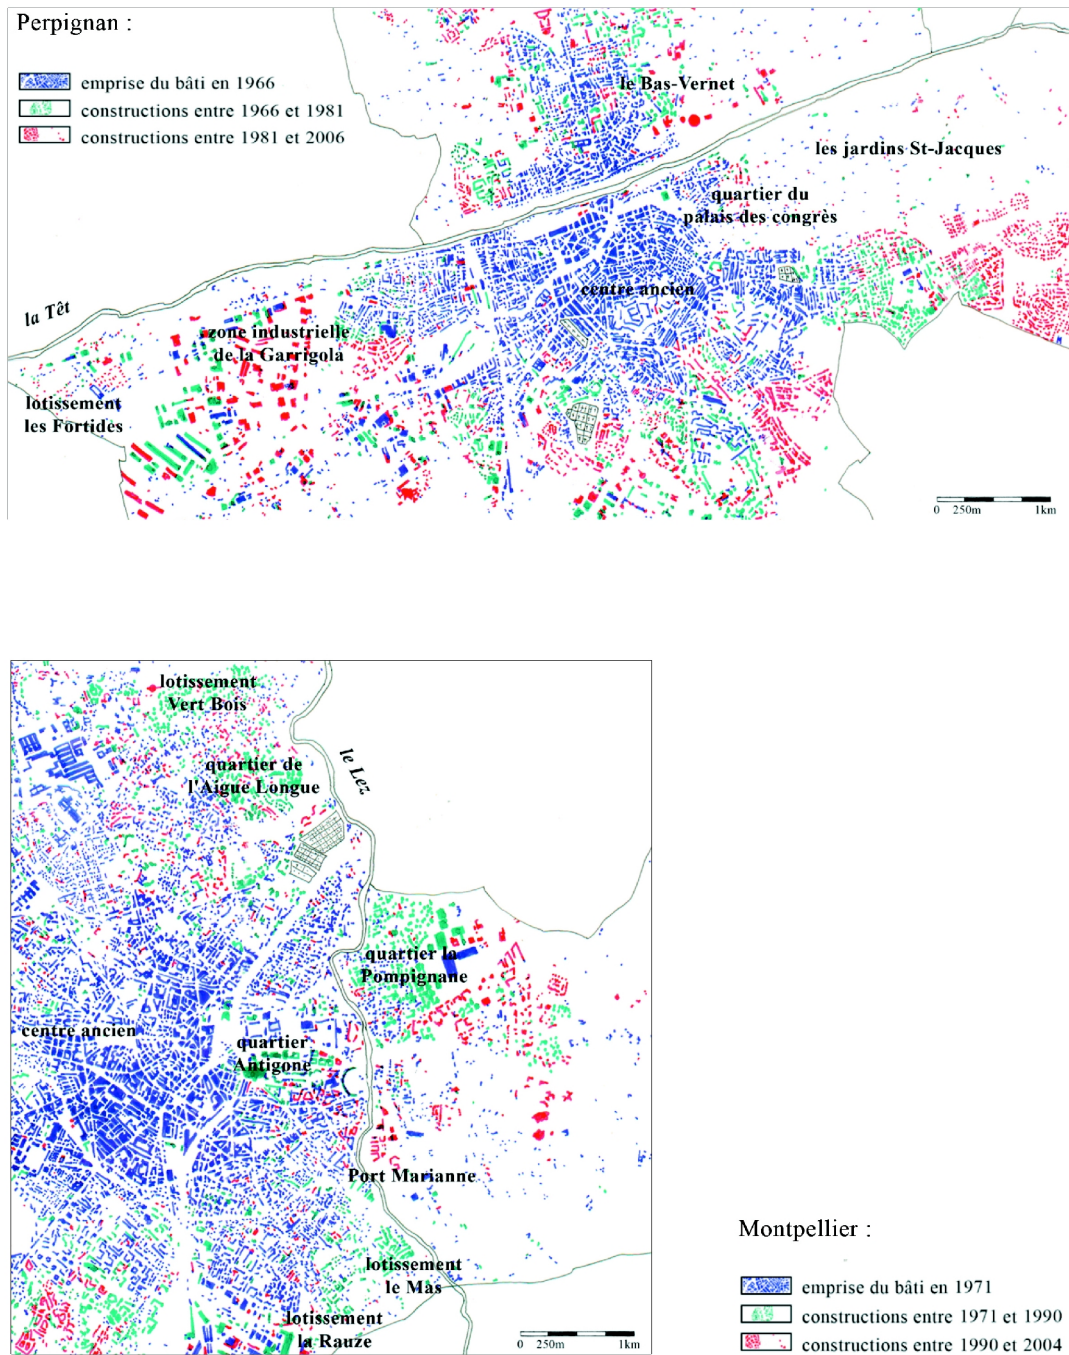 Perpignan :
emprise du bâti en 1966
constructions entre 1966 et 1981
constructions entre 1981 et 2006
le Bas-Vernet
les jardins St-Jacques
quartier du
palais des congrès
centre ancien
la Têt
zone industrielle
de la Garrigola
lotissement
les Fortides
0 250m 1km
lotissement
Vert Bois
quartier de
l'Aigue Longue
le Lez
quartier la
Pompignane
centre ancien
quartier
Antigone
Port Marianne
lotissement
le Mas
lotissement
la Rauze
0 250m 1km
Montpellier :
emprise du bâti en 1971
constructions entre 1971 et 1990
constructions entre 1990 et 2004